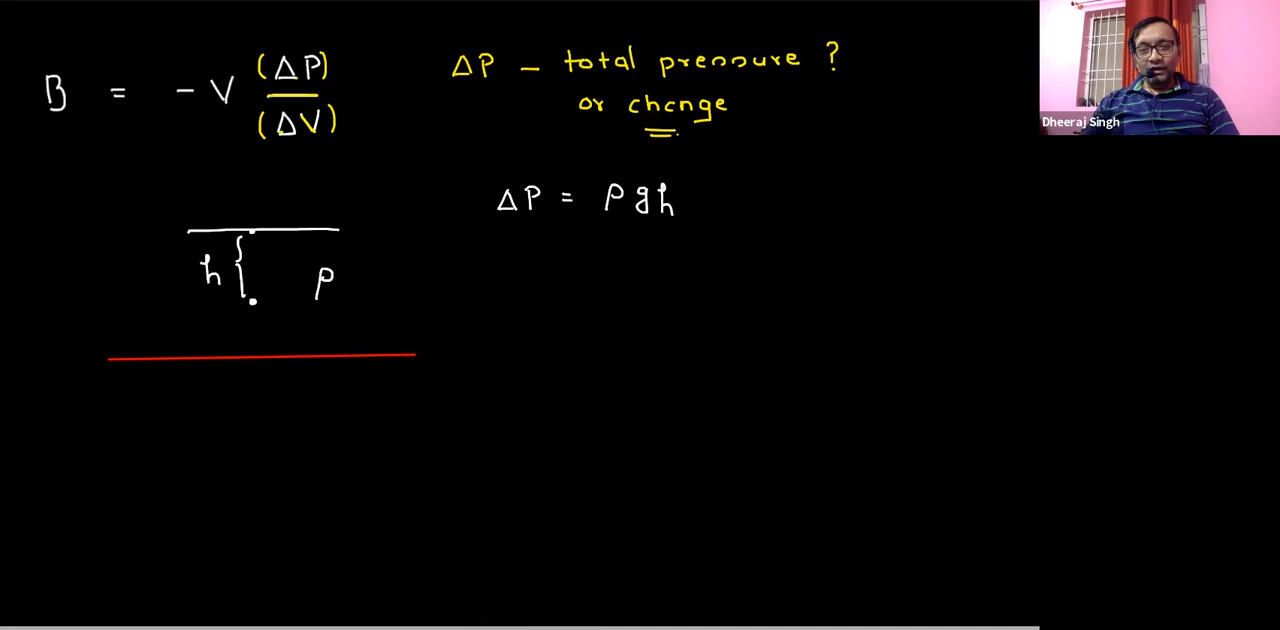 B = - V (ΔP) / (ΔV)
ΔP - total pressure ?
or change
ΔP = ρgh
h { ρ
Dheeraj Singh